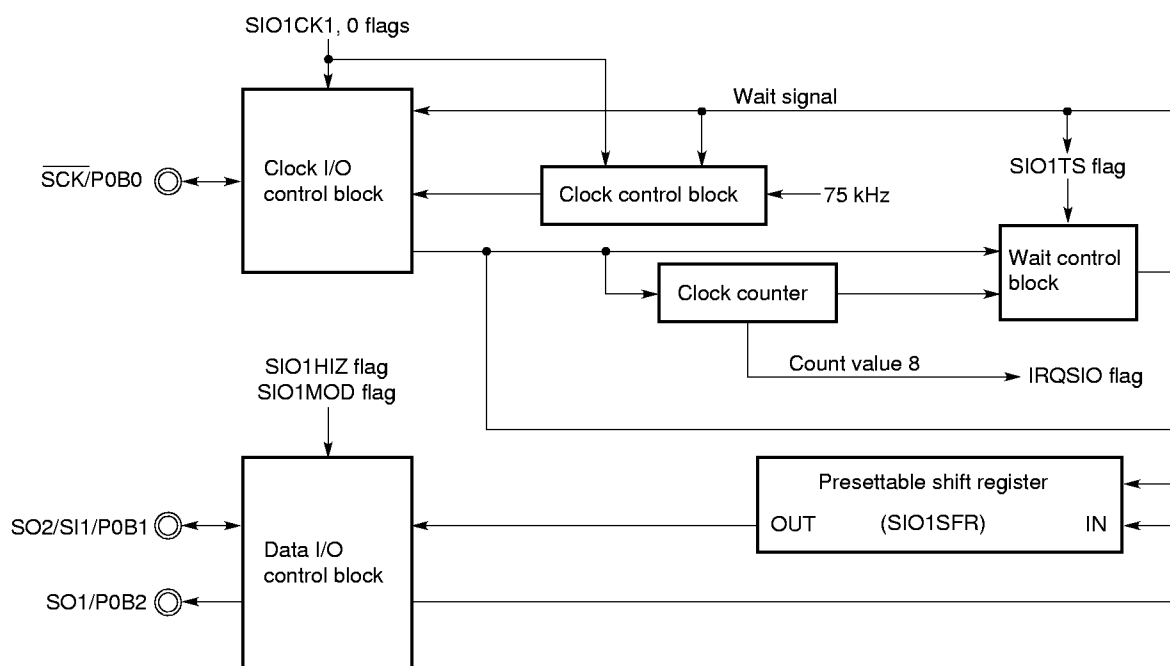 SIO1CK1, 0 flags
Wait signal
Clock I/O
control block
SCK/P0B0
Clock control block
75 kHz
SIO1TS flag
Wait control
block
Clock counter
Count value 8
IRQSIO flag
SIO1HIZ flag
SIO1MOD flag
Presettable shift register
OUT
(SIO1SFR)
IN
SO2/SI1/P0B1
Data I/O
control block
SO1/P0B2